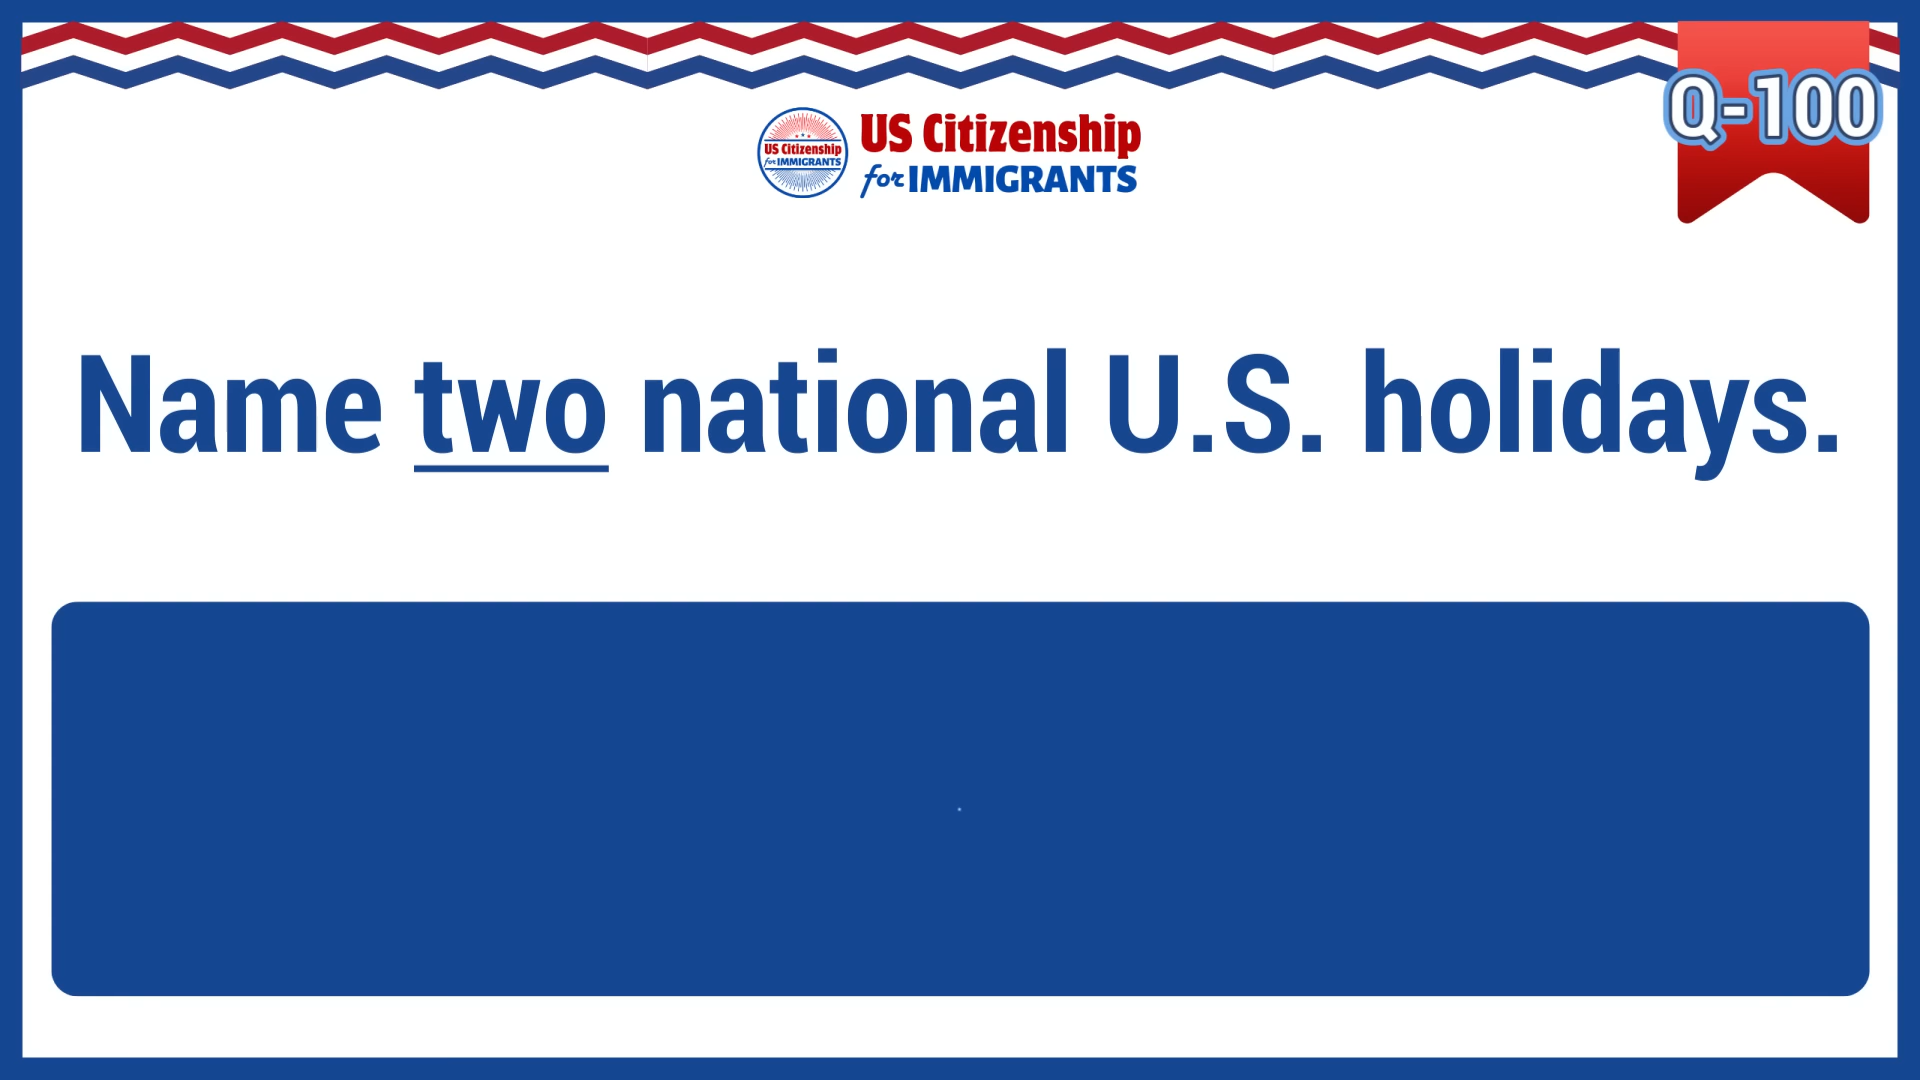 Q-100
US Citizenship
for IMMIGRANTS
US Citizenship
for IMMIGRANTS
Name two national U.S. holidays.